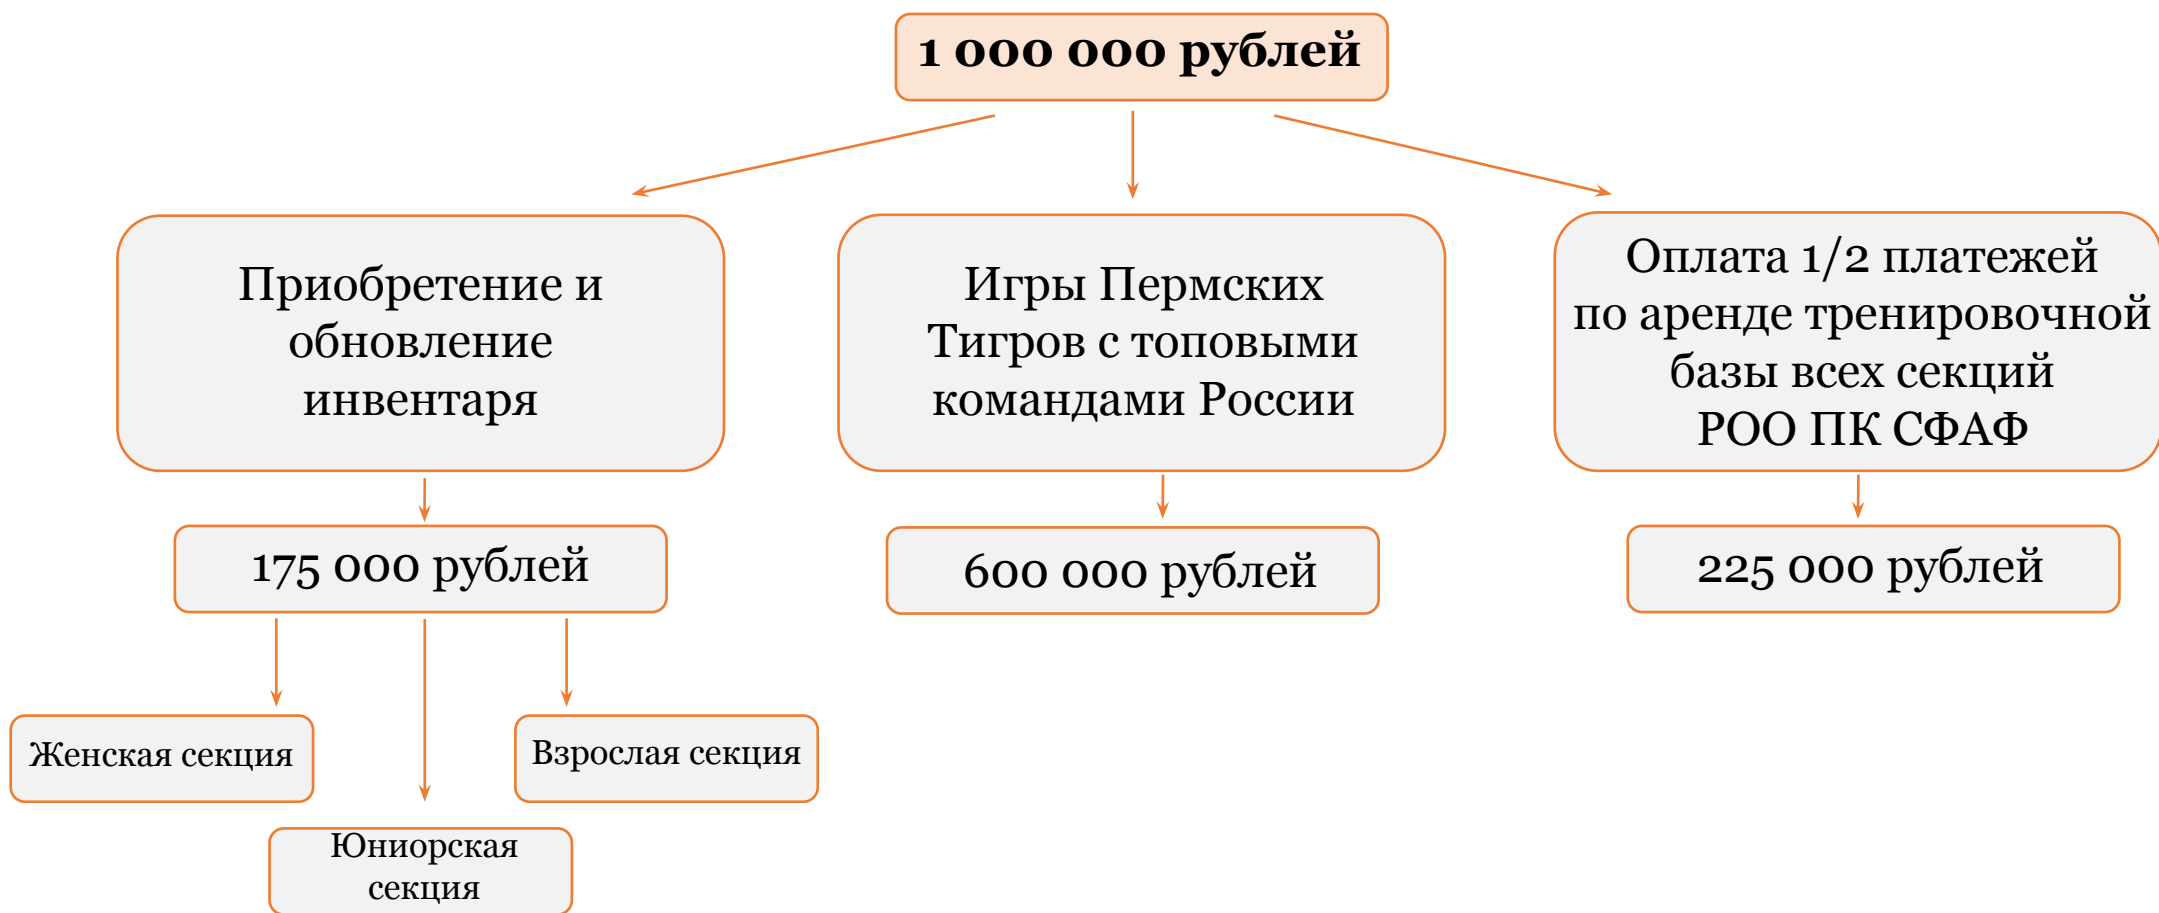 1 000 000 рублей
Приобретение и
обновление
инвентаря
Игры Пермских
Тигров с топовыми
командами России
Оплата 1/2 платежей
по аренде тренировочной
базы всех секций
РОО ПК СФАФ
175 000 рублей
600 000 рублей
225 000 рублей
Женская секция
Взрослая секция
Юниорская
секция